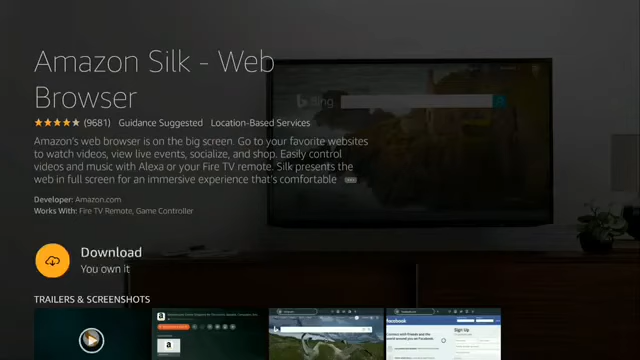 Amazon Silk - Web
Browser
(9681) Guidance Suggested Location-Based Services
Amazon's web browser is on the big screen. Go to your favorite websites
to watch videos, view live events, socialize, and shop. Easily control
videos and music with Alexa or your Fire TV remote. Silk presents the
web in full screen for an immersive experience that's comfortable
Developer: Amazon.com
Works With: Fire TV Remote, Game Controller
bing
Download
You own it
TRAILERS & SCREENSHOTS
facebook
Sign Up